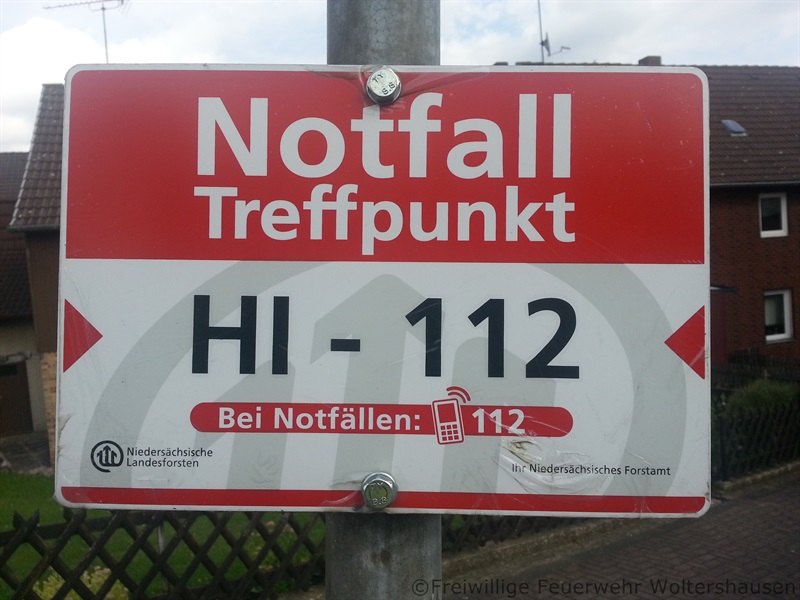 Notfall
Treffpunkt
HI - 112
Bei Notfällen: 112
Niedersächsische
Landesforsten
Ihr Niedersächsisches Forstamt
©Freiwillige Feuerwehr Woltershausen